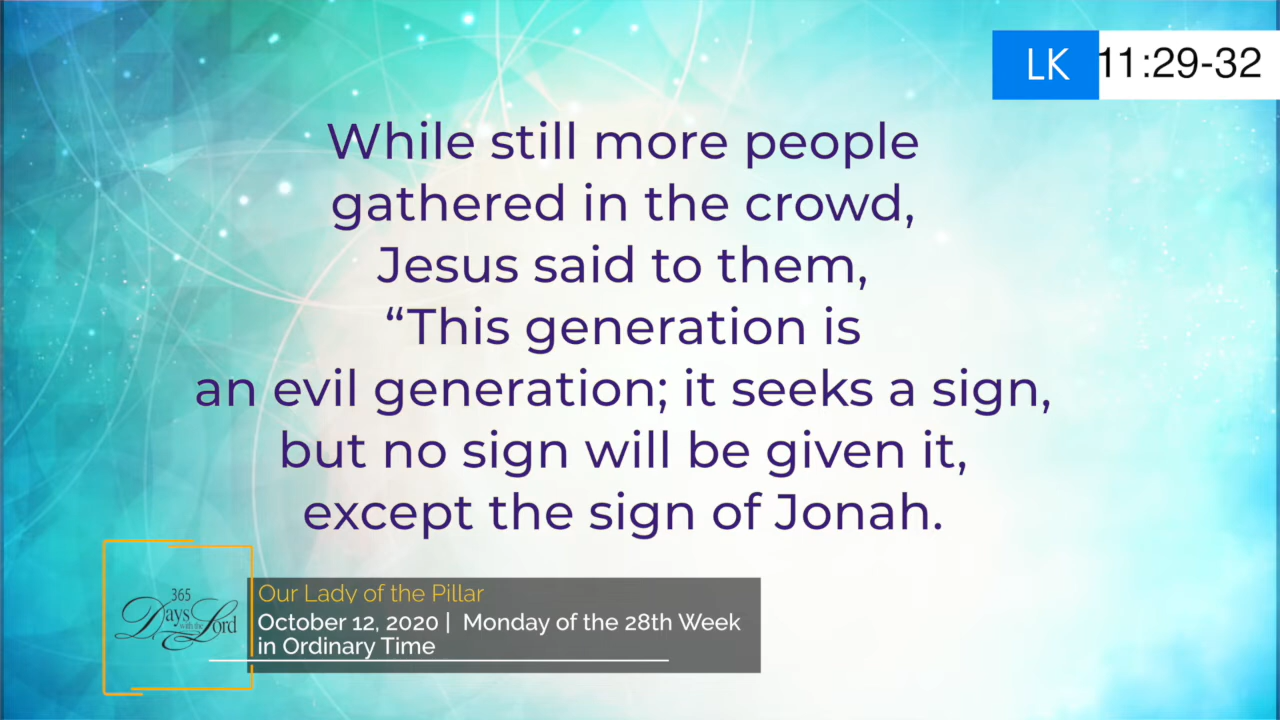 LK 11:29-32
While still more people
gathered in the crowd,
Jesus said to them,
“This generation is
an evil generation; it seeks a sign,
but no sign will be given it,
except the sign of Jonah.
365
Days with the Lord
Our Lady of the Pillar
October 12, 2020 | Monday of the 28th Week
in Ordinary Time